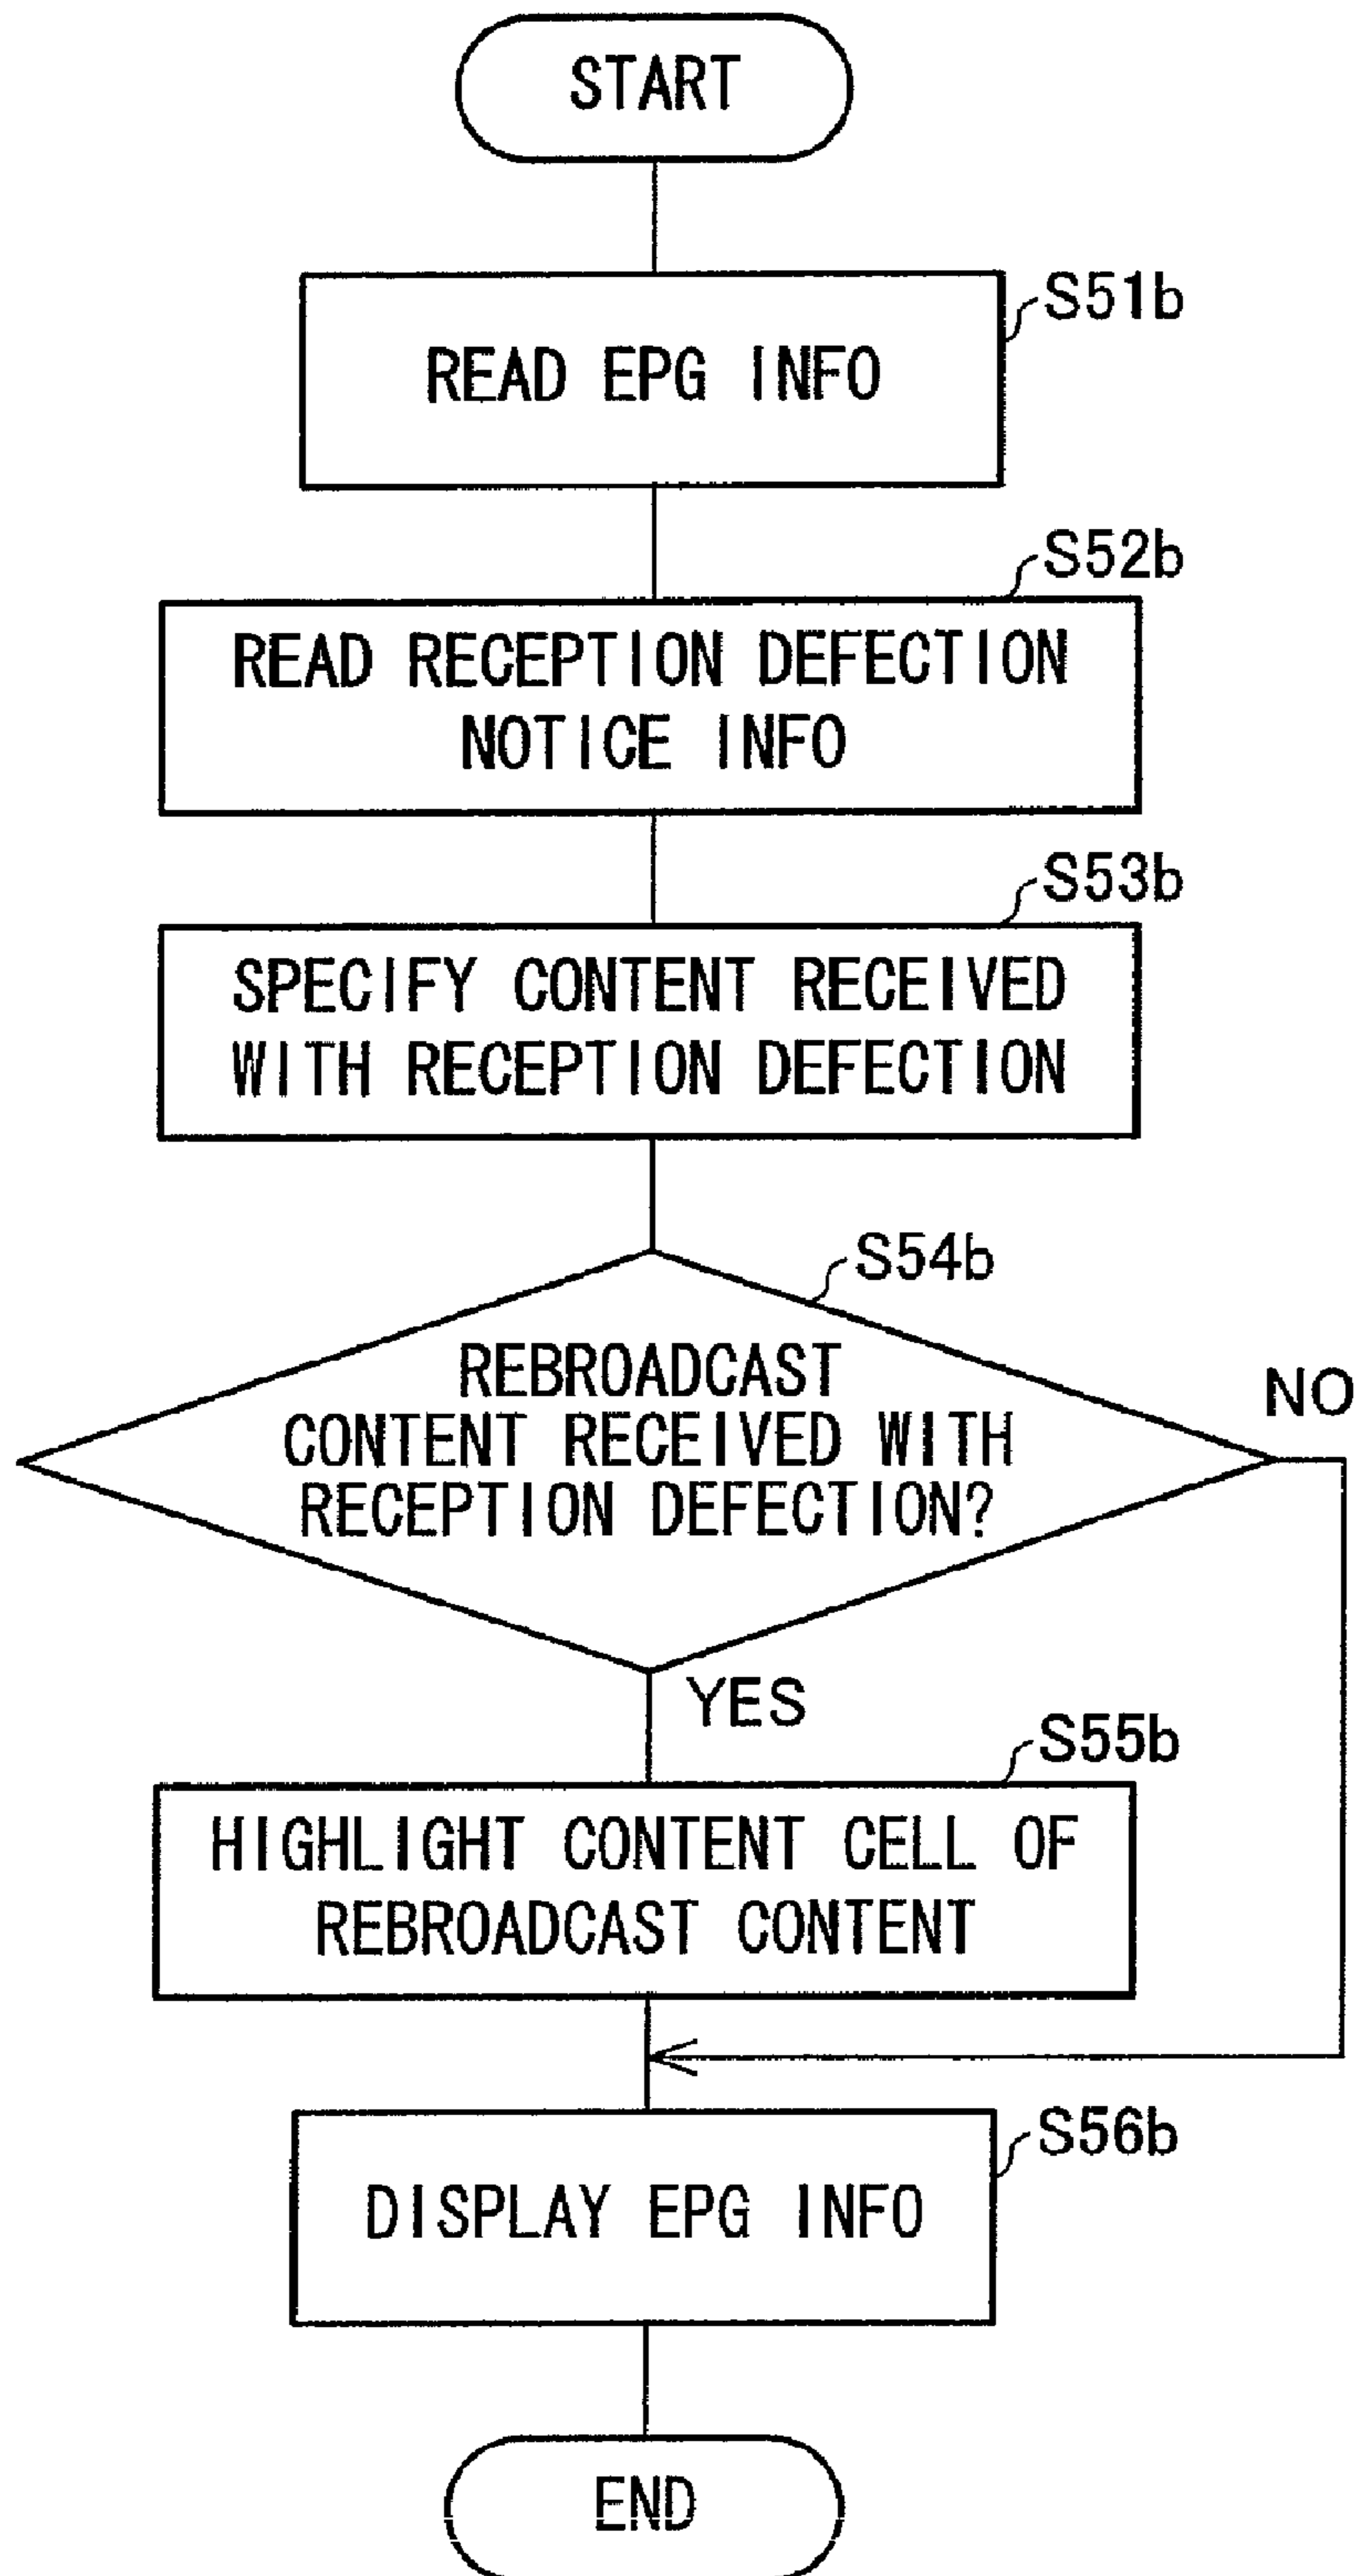 START
S51b
READ EPG INFO
S52b
READ RECEPTION DEFECTION
NOTICE INFO
S53b
SPECIFY CONTENT RECEIVED
WITH RECEPTION DEFECTION
S54b
REBROADCAST
CONTENT RECEIVED WITH
RECEPTION DEFECTION?
NO
YES
S55b
HIGHLIGHT CONTENT CELL OF
REBROADCAST CONTENT
S56b
DISPLAY EPG INFO
END